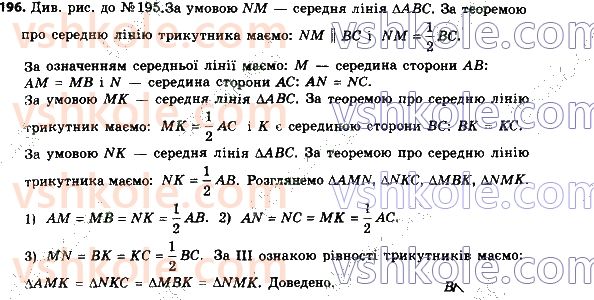 196. Див. рис. до № 195. За умовою NM — середня лінія ΔABC. За теоремою
про середню лінію трикутника маємо: NM ∥ BC і NM = 1/2 BC.
За означенням середньої лінії маємо: M — середина сторони AB:
AM = MB і N — середина сторони AC: AN = NC.
За умовою MK — середня лінія ΔABC. За теоремою про середню лінію
трикутник маємо: MK = 1/2 AC і K є серединою сторони BC: BK = KC.
За умовою NK — середня лінія ΔABC. За теоремою про середню лінію
трикутника маємо: NK = 1/2 AB. Розглянемо ΔAMN, ΔNKC, ΔMBK, ΔNMK.
1) AM = MB = NK = 1/2 AB. 2) AN = NC = MK = 1/2 AC.
3) MN = BK = KC = 1/2 BC. За III ознакою рівності трикутників маємо:
ΔAMK = ΔNKC = ΔMBK = ΔNMK. Доведено.
vshkole.com